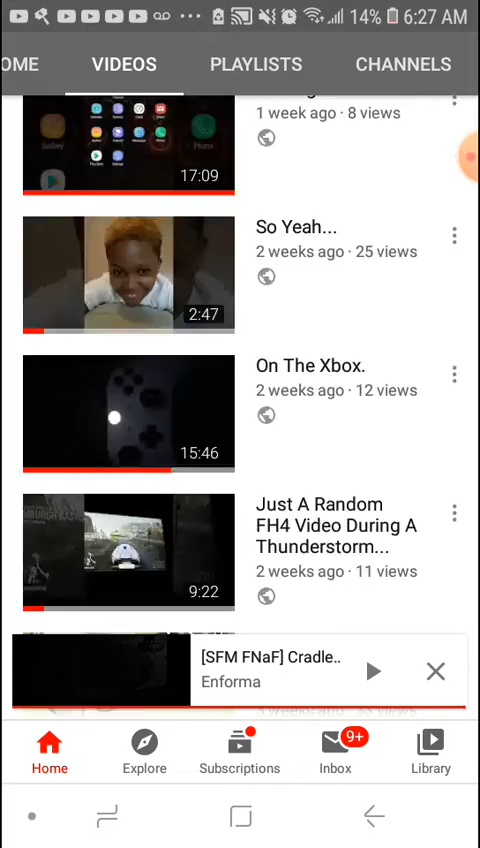 14% 6:27 AM
OME VIDEOS PLAYLISTS CHANNELS
1 week ago · 8 views
17:09
So Yeah...
2 weeks ago · 25 views
2:47
On The Xbox.
2 weeks ago · 12 views
15:46
Just A Random
FH4 Video During A
Thunderstorm...
2 weeks ago · 11 views
9:22
[SFM FNaF] Cradle..
Enforma
9+
Home Explore Subscriptions Inbox Library